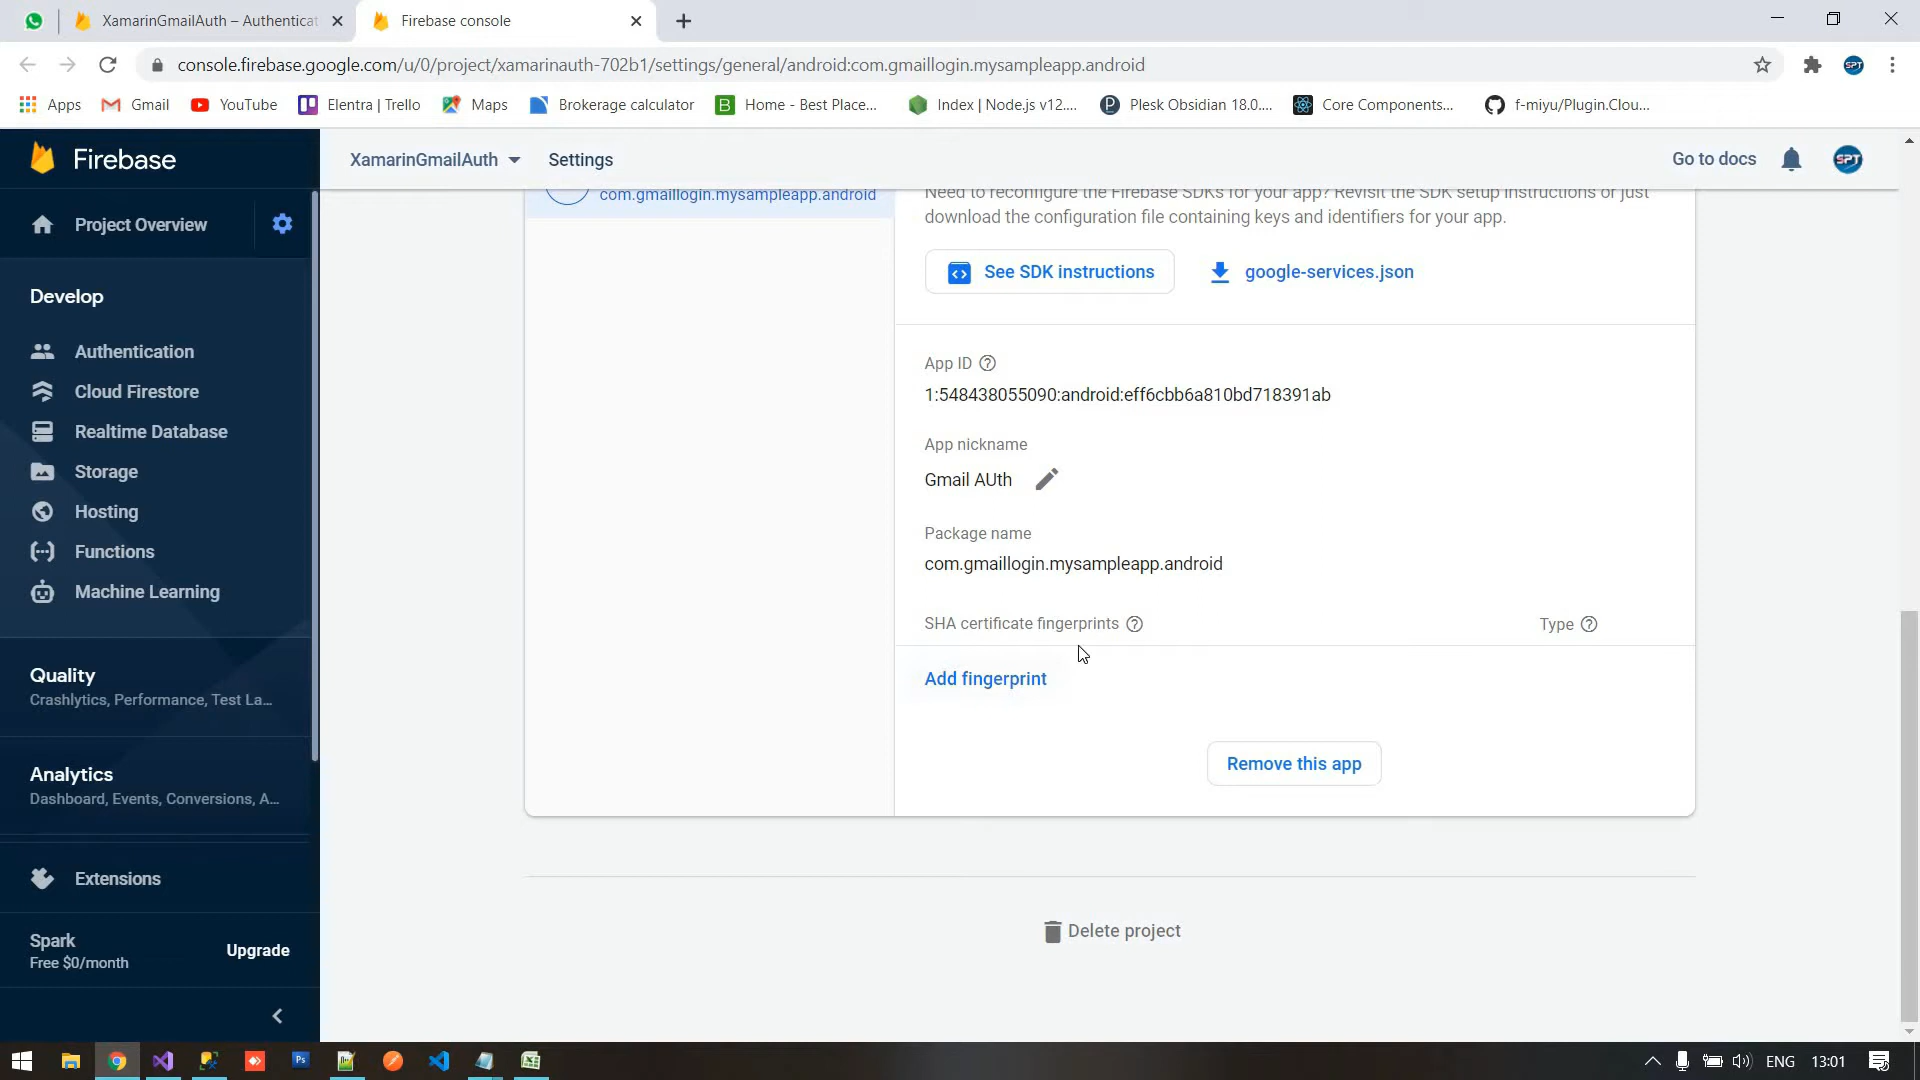 XamarinGmailAuth – Authenticat
Firebase console
console.firebase.google.com/u/0/project/xamarinauth-702b1/settings/general/android:com.gmaillogin.mysampleapp.android
SPT
Apps Gmail YouTube Elentra | Trello Maps Brokerage calculator Home - Best Place... Index | Node.js v12.... Plesk Obsidian 18.0.... Core Components... f-miyu/Plugin.Clou...
Firebase
XamarinGmailAuth Settings
Go to docs
SPT
Project Overview
Develop
Authentication
Cloud Firestore
Realtime Database
Storage
Hosting
Functions
Machine Learning
Quality
Crashlytics, Performance, Test La...
Analytics
Dashboard, Events, Conversions, A...
Extensions
Spark
Free $0/month
Upgrade
com.gmaillogin.mysampleapp.android
Need to reconfigure the Firebase SDKs for your app? Revisit the SDK setup instructions or just
download the configuration file containing keys and identifiers for your app.
See SDK instructions
google-services.json
App ID
1:548438055090:android:eff6cbb6a810bd718391ab
App nickname
Gmail AUth
Package name
com.gmaillogin.mysampleapp.android
SHA certificate fingerprints
Type
Add fingerprint
Remove this app
Delete project
Ps
ENG 13:01